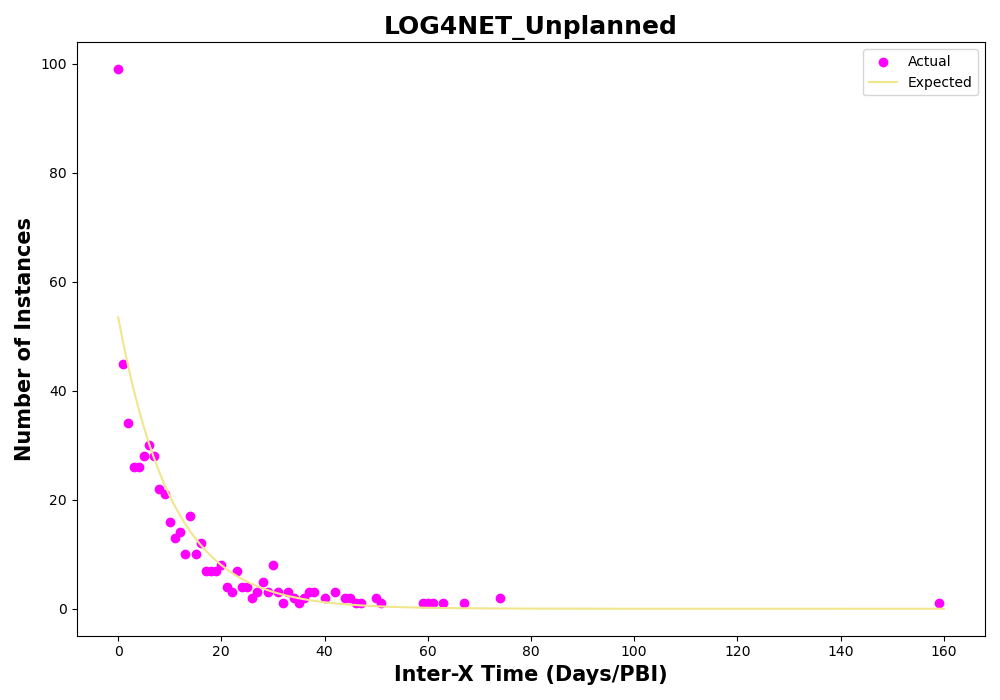 LOG4NET_Unplanned
Actual
Expected
100
80
60
40
20
0
Number of Instances
0 20 40 60 80 100 120 140 160
Inter-X Time (Days/PBI)